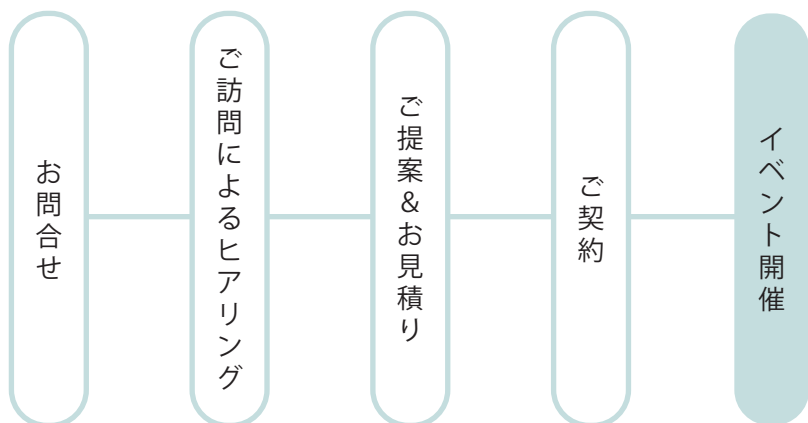 お問合せ
ご訪問によるヒアリング
ご提案＆お見積り
ご契約
イベント開催